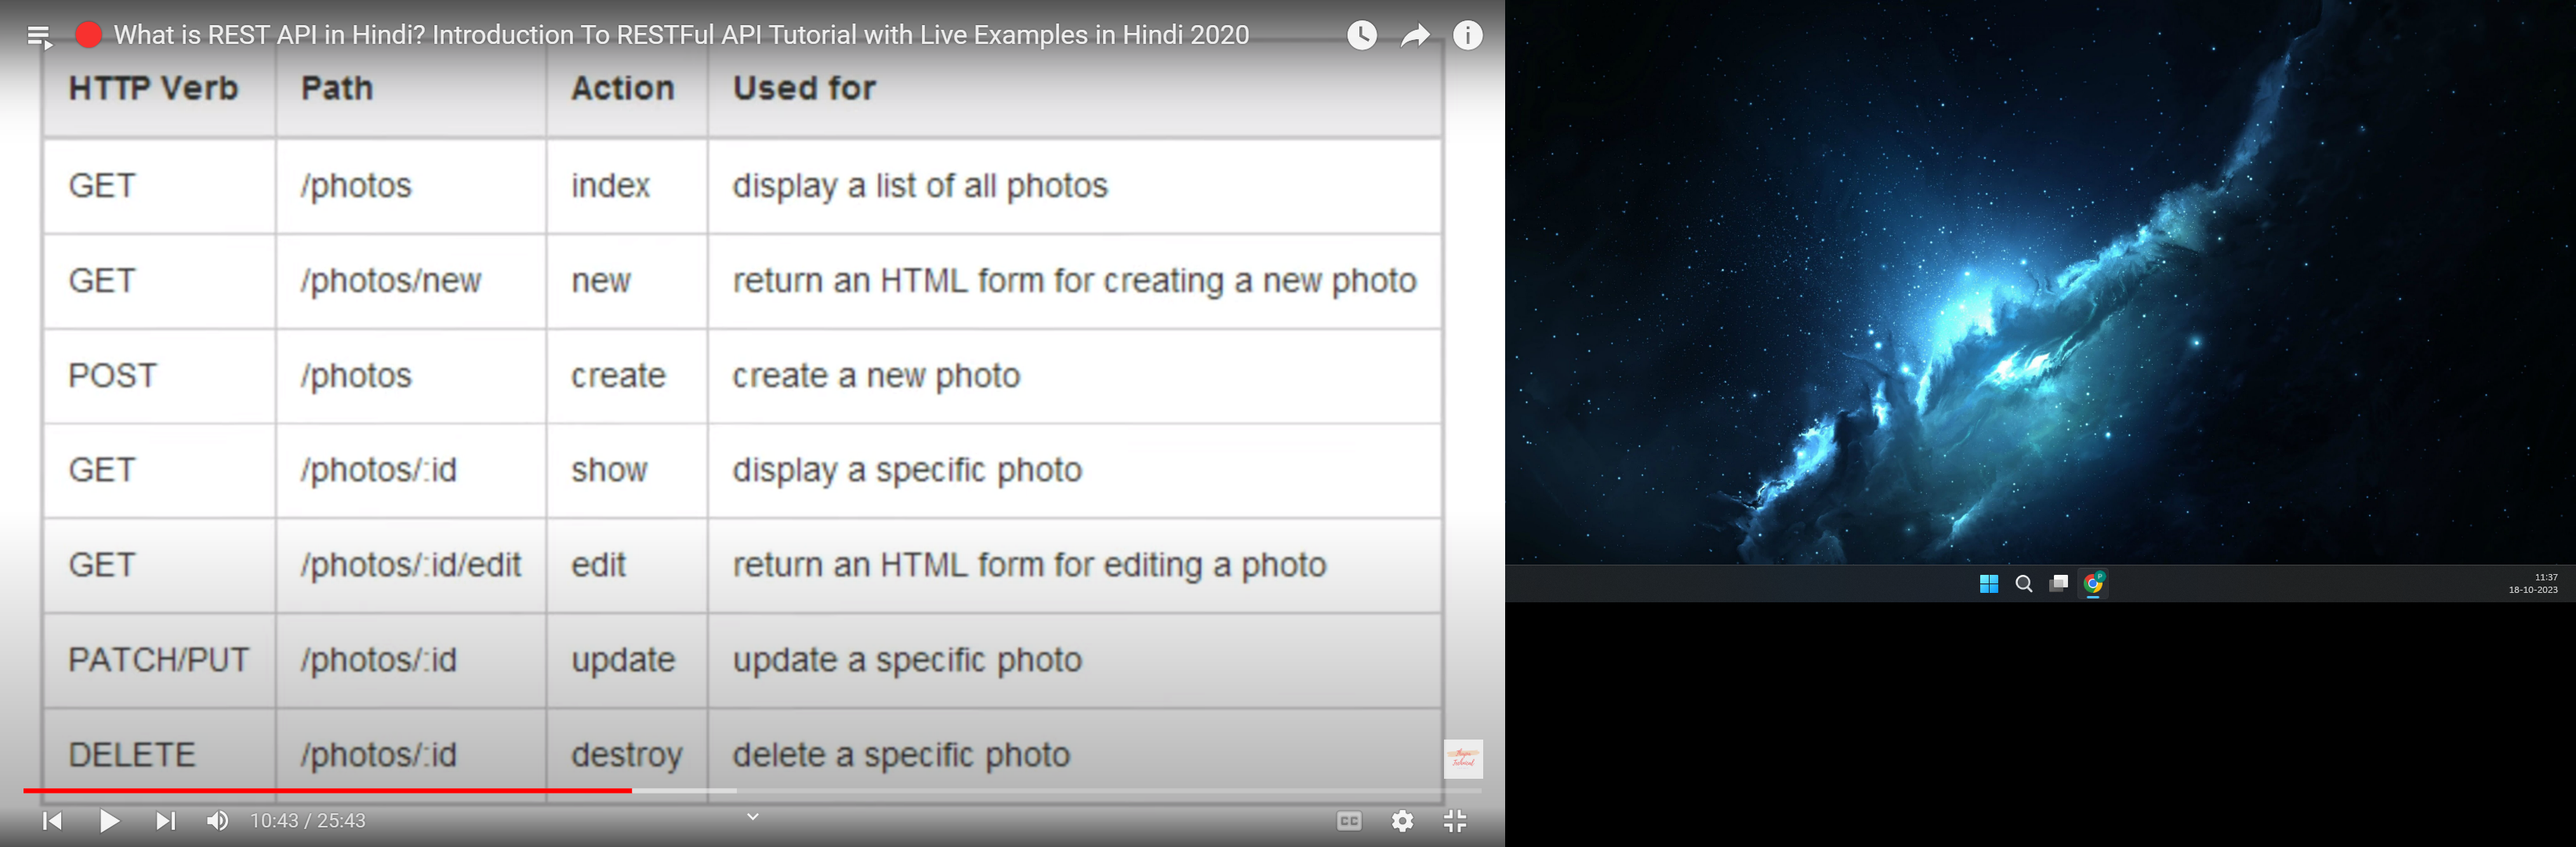 What is REST API in Hindi? Introduction To RESTFul API Tutorial with Live Examples in Hindi 2020
HTTP Verb Path Action Used for
GET /photos index display a list of all photos
GET /photos/new new return an HTML form for creating a new photo
POST /photos create create a new photo
GET /photos/:id show display a specific photo
GET /photos/:id/edit edit return an HTML form for editing a photo
PATCH/PUT /photos/:id update update a specific photo
DELETE /photos/:id destroy delete a specific photo
Thapa
Technical
10:43 / 25:43
CC
11:37
18-10-2023